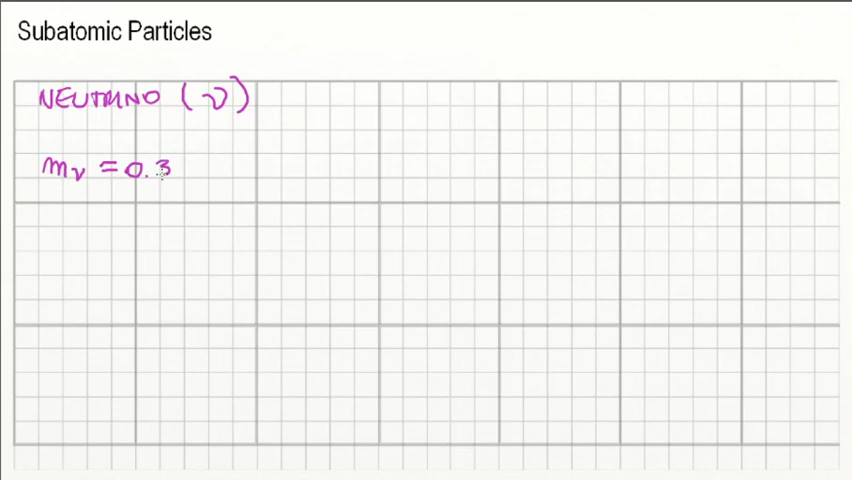 Subatomic Particles
NEUTRINO (ν)
mν = 0.3